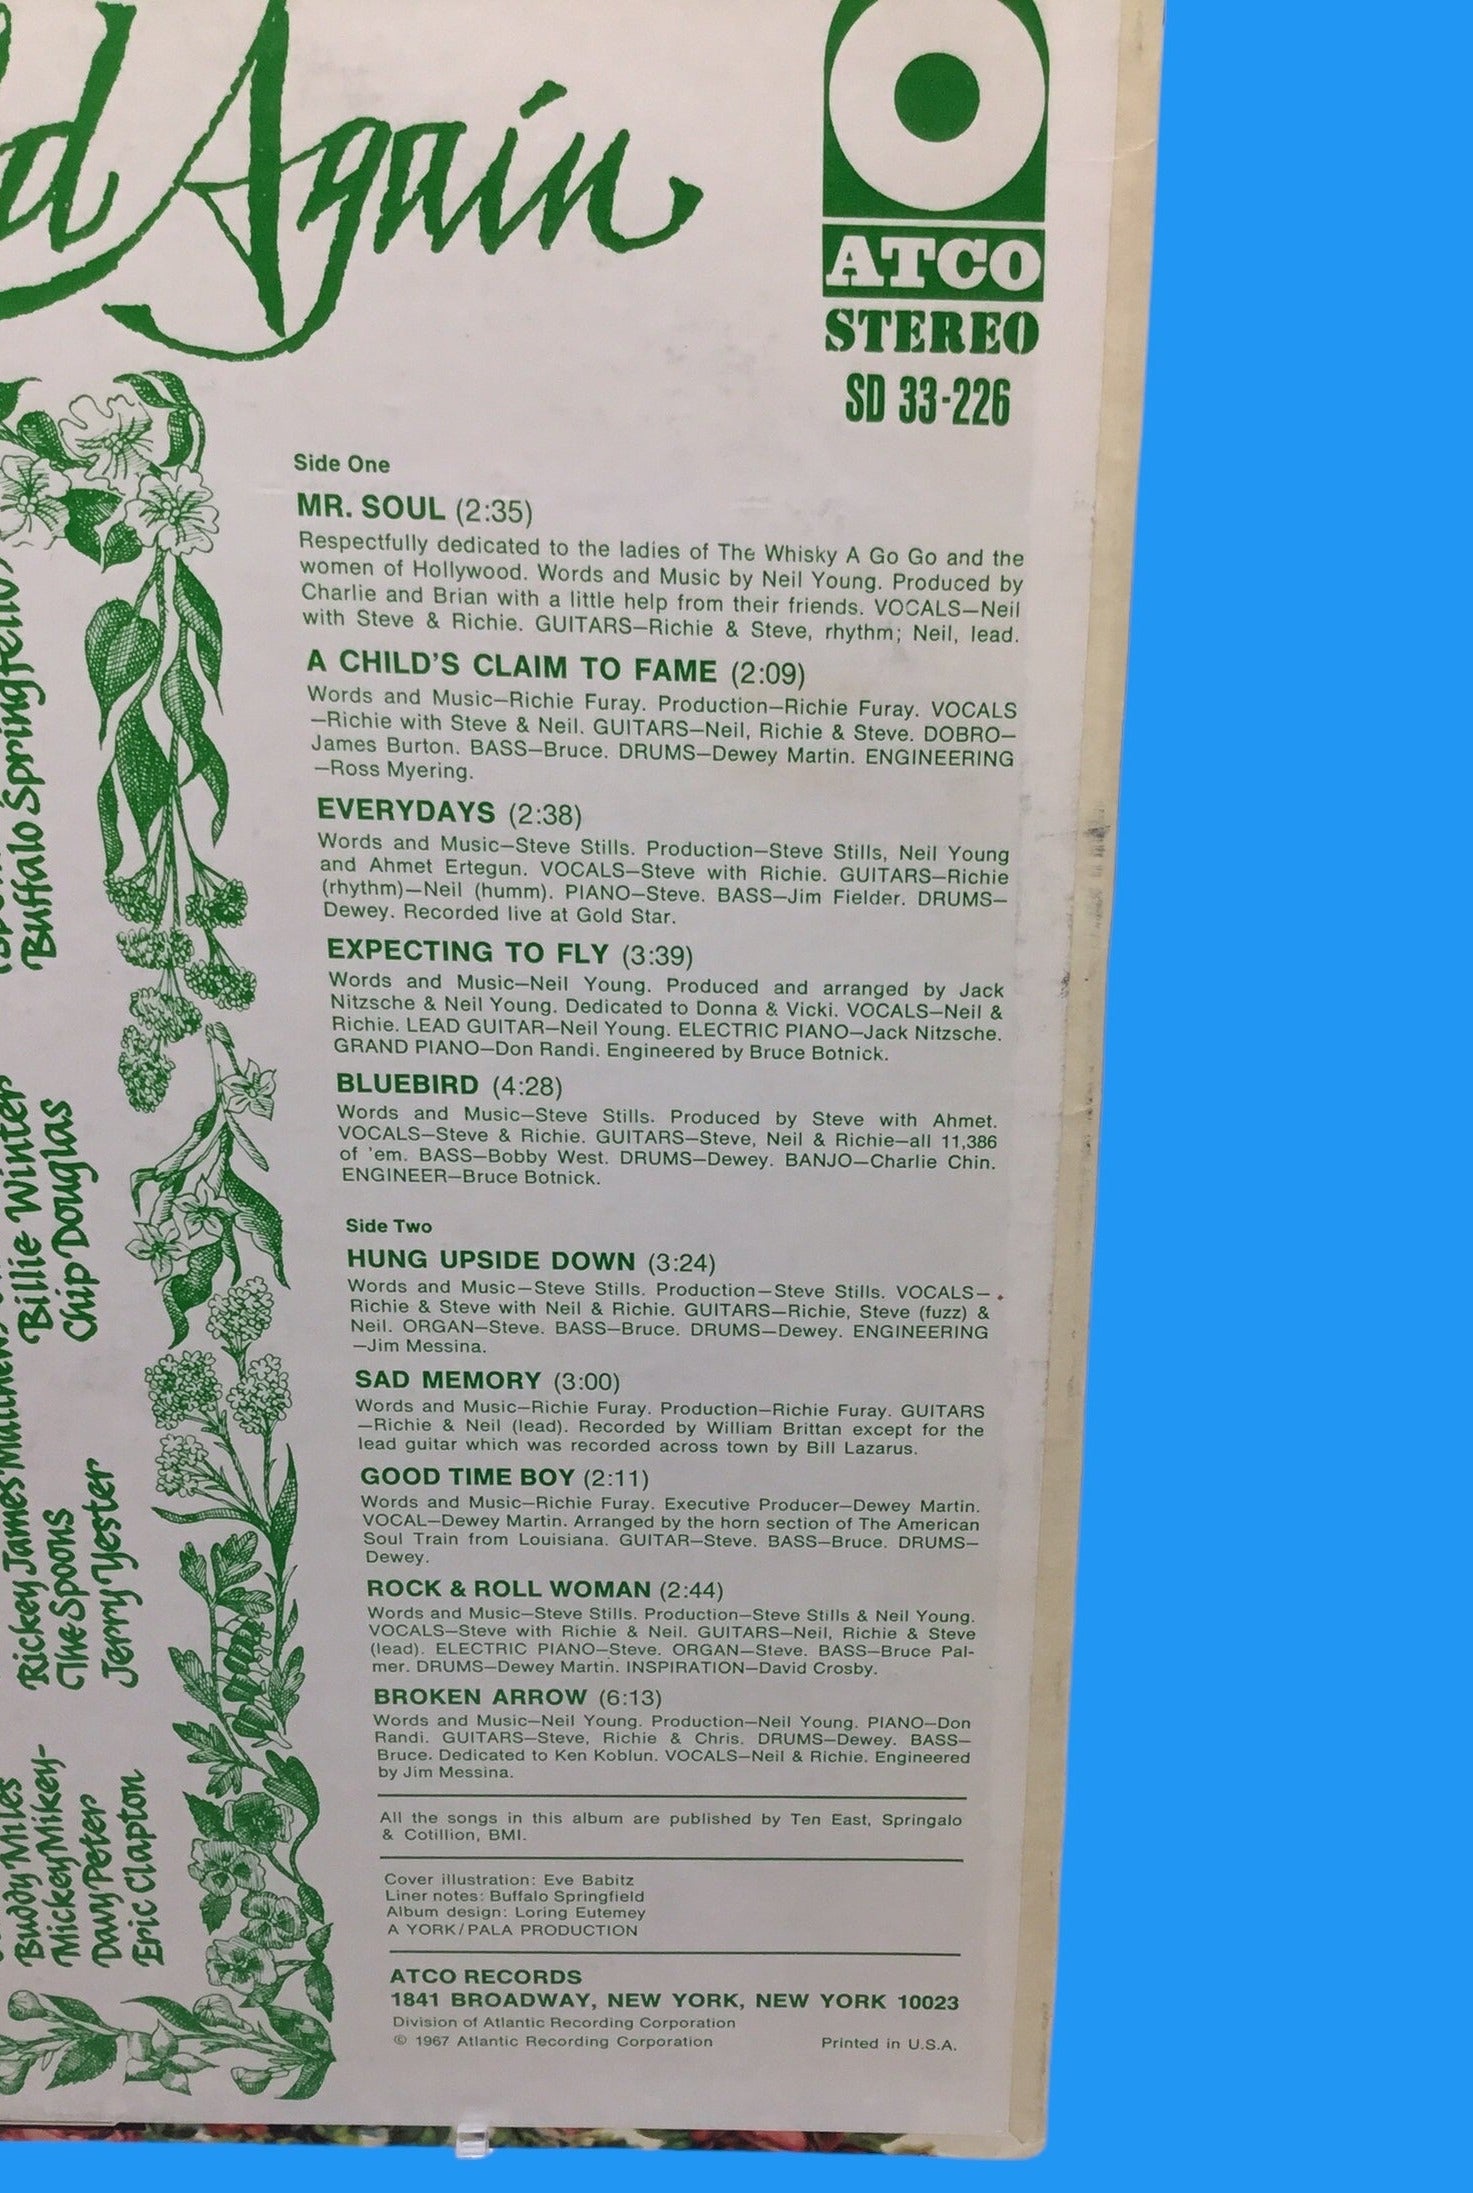 d Again
ATCO
STEREO
SD 33-226
Side One
MR. SOUL (2:35)
Respectfully dedicated to the ladies of The Whisky A Go Go and the
women of Hollywood. Words and Music by Neil Young. Produced by
Charlie and Brian with a little help from their friends. VOCALS—Neil
with Steve & Richie. GUITARS—Richie & Steve, rhythm; Neil, lead.
A CHILD'S CLAIM TO FAME (2:09)
Words and Music—Richie Furay. Production—Richie Furay. VOCALS
—Richie with Steve & Neil. GUITARS—Neil, Richie & Steve. DOBRO—
James Burton. BASS—Bruce. DRUMS—Dewey Martin. ENGINEERING
—Ross Myering.
EVERYDAYS (2:38)
Words and Music—Steve Stills. Production—Steve Stills, Neil Young
and Ahmet Ertegun. VOCALS—Steve with Richie. GUITARS—Richie
(rhythm)—Neil (humm). PIANO—Steve. BASS—Jim Fielder. DRUMS—
Dewey. Recorded live at Gold Star.
EXPECTING TO FLY (3:39)
Words and Music—Neil Young. Produced and arranged by Jack
Nitzsche & Neil Young. Dedicated to Donna & Vicki. VOCALS—Neil &
Richie. LEAD GUITAR—Neil Young. ELECTRIC PIANO—Jack Nitzsche.
GRAND PIANO—Don Randi. Engineered by Bruce Botnick.
BLUEBIRD (4:28)
Words and Music—Steve Stills. Produced by Steve with Ahmet.
VOCALS—Steve & Richie. GUITARS—Steve, Neil & Richie—all 11,386
of 'em. BASS—Bobby West. DRUMS—Dewey. BANJO—Charlie Chin.
ENGINEER—Bruce Botnick.
Side Two
HUNG UPSIDE DOWN (3:24)
Words and Music—Steve Stills. Production—Steve Stills. VOCALS—
Richie & Steve with Neil & Richie. GUITARS—Richie, Steve (fuzz) &
Neil. ORGAN—Steve. BASS—Bruce. DRUMS—Dewey. ENGINEERING
—Jim Messina.
SAD MEMORY (3:00)
Words and Music—Richie Furay. Production—Richie Furay. GUITARS
—Richie & Neil (lead). Recorded by William Brittan except for the
lead guitar which was recorded across town by Bill Lazarus.
GOOD TIME BOY (2:11)
Words and Music—Richie Furay. Executive Producer—Dewey Martin.
VOCAL—Dewey Martin. Arranged by the horn section of The American
Soul Train from Louisiana. GUITAR—Steve. BASS—Bruce. DRUMS—
Dewey.
ROCK & ROLL WOMAN (2:44)
Words and Music—Steve Stills. Production—Steve Stills & Neil Young.
VOCALS—Steve with Richie & Neil. GUITARS—Neil, Richie & Steve
(lead). ELECTRIC PIANO—Steve. ORGAN—Steve. BASS—Bruce Pal-
mer. DRUMS—Dewey Martin. INSPIRATION—David Crosby.
BROKEN ARROW (6:13)
Words and Music—Neil Young. Production—Neil Young. PIANO—Don
Randi. GUITARS—Steve, Richie & Chris. DRUMS—Dewey. BASS—
Bruce. Dedicated to Ken Koblun. VOCALS—Neil & Richie. Engineered
by Jim Messina.
All the songs in this album are published by Ten East, Springalo
& Cotillion, BMI.
Cover illustration: Eve Babitz
Liner notes: Buffalo Springfield
Album design: Loring Eutemey
A YORK/PALA PRODUCTION
ATCO RECORDS
1841 BROADWAY, NEW YORK, NEW YORK 10023
Division of Atlantic Recording Corporation
© 1967 Atlantic Recording Corporation Printed in U.S.A.
Buffalo Springfield
Billie Winter
Chip Douglas
Rickey James Matthews
The Spoons
Jerry Yester
Buddy Miles
Mickey Mikey-
Davy Peter
Eric Clapton